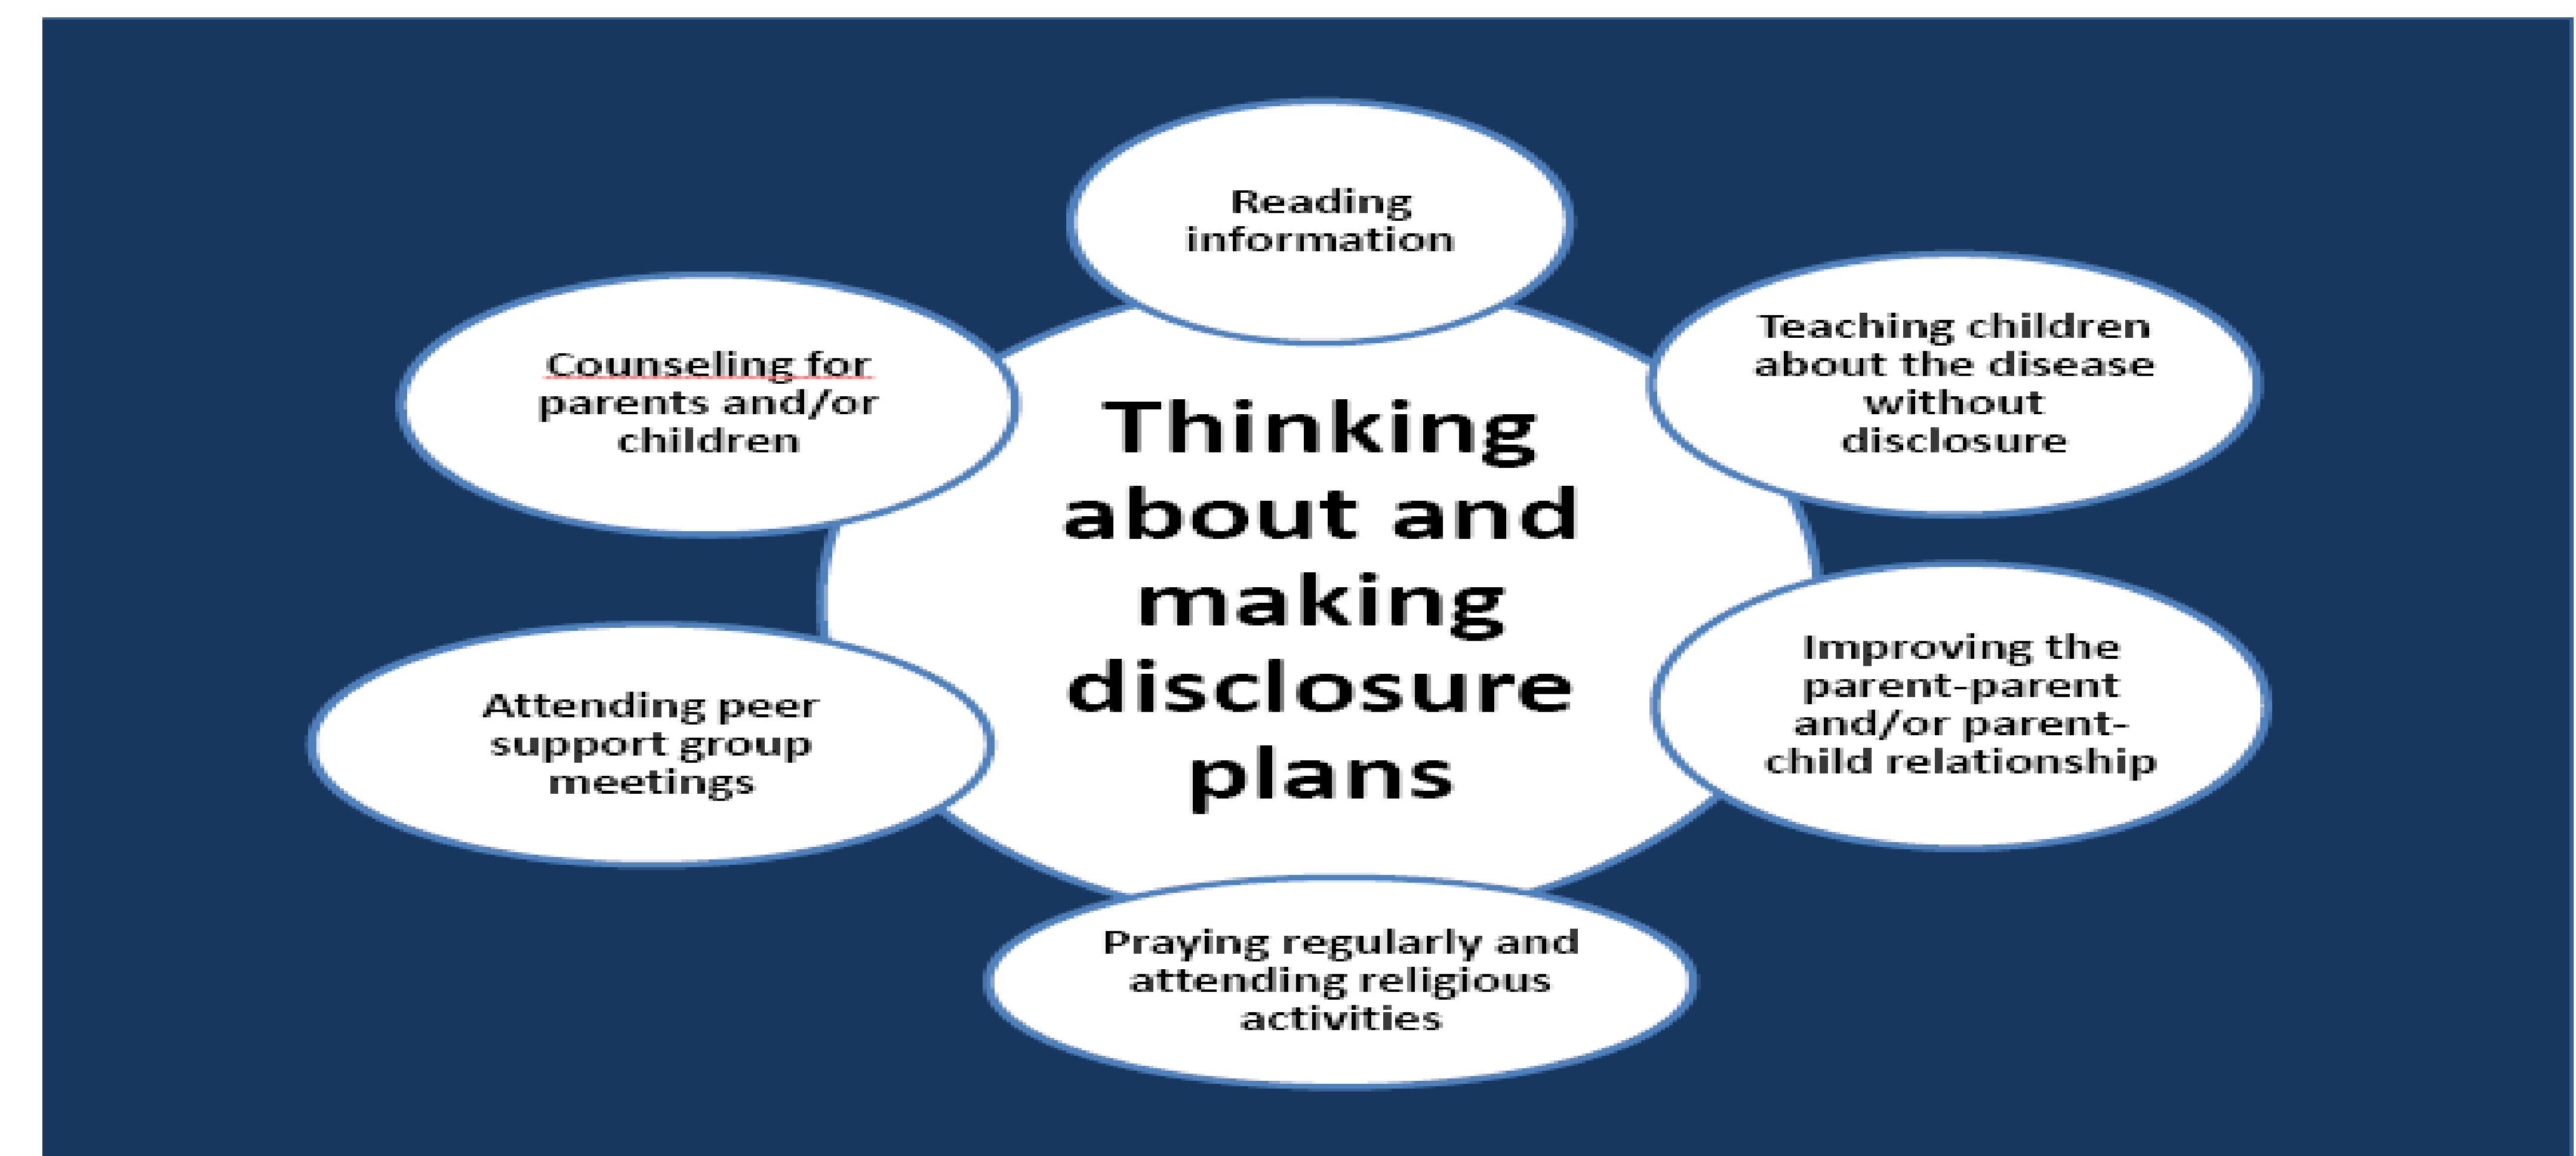 Reading
information
Teaching children
about the disease
without
disclosure
Counseling for
parents and/or
children
Thinking
about and
making
disclosure
plans
Improving the
parent-parent
and/or parent-
child relationship
Attending peer
support group
meetings
Praying regularly and
attending religious
activities